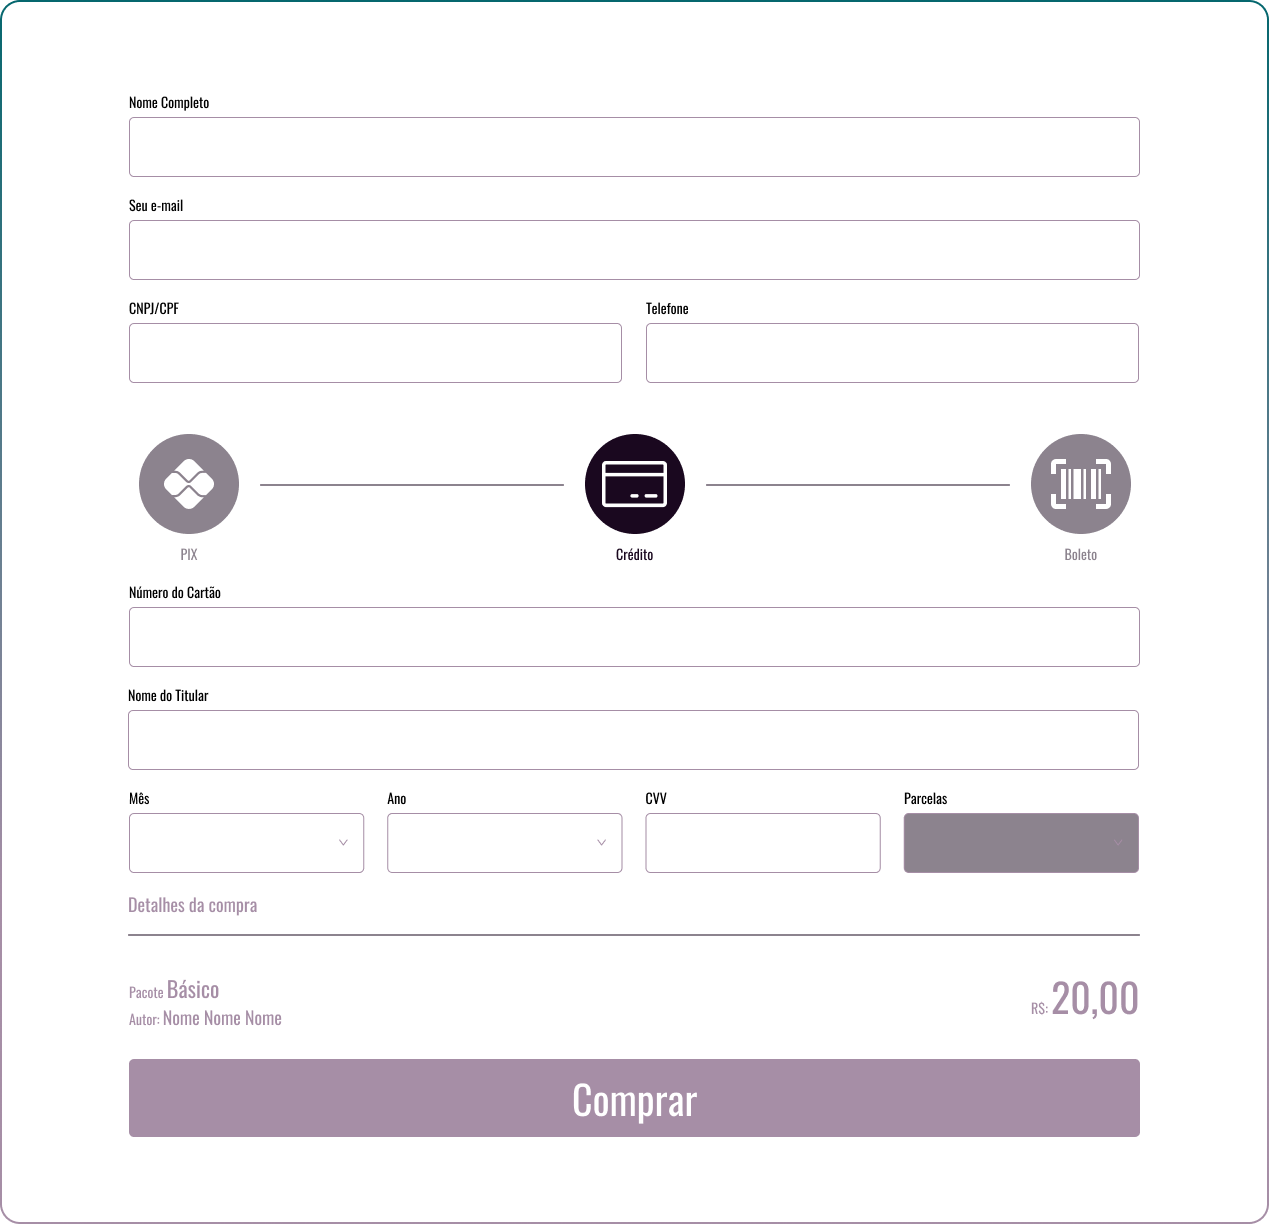 Nome Completo
Seu e-mail
CNPJ/CPF
Telefone
PIX
Crédito
Boleto
Número do Cartão
Nome do Titular
Mês
Ano
CVV
Parcelas
Detalhes da compra
Pacote Básico
Autor: Nome Nome Nome
R$: 20,00
Comprar